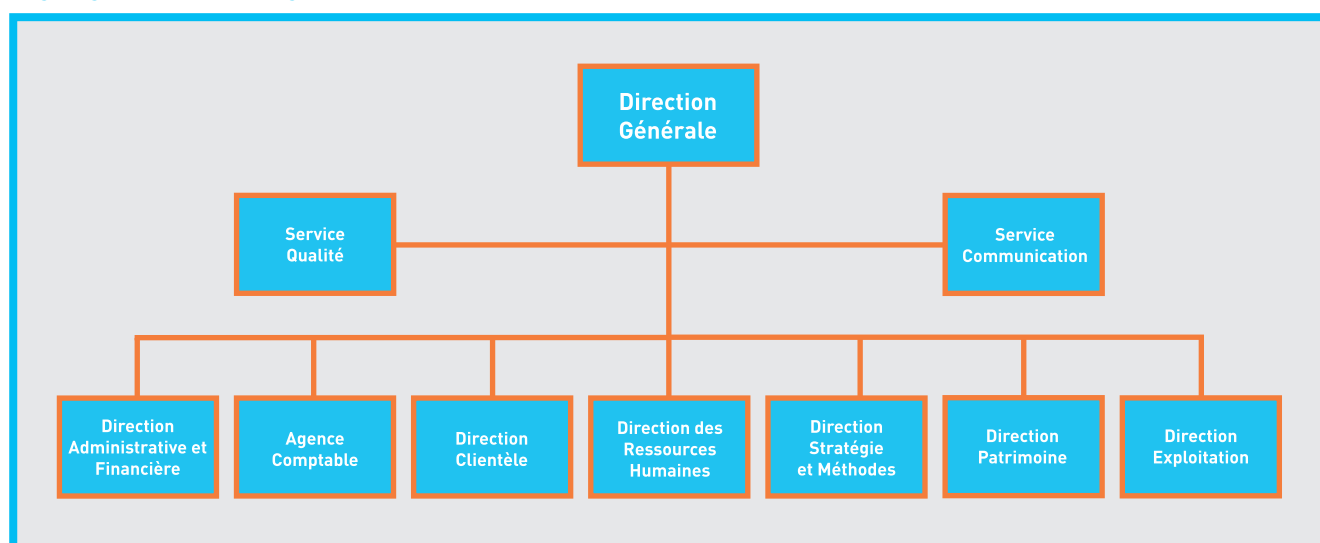 Direction
Générale
Service
Qualité
Service
Communication
Direction
Administrative et
Financière
Agence
Comptable
Direction
Clientèle
Direction des
Ressources
Humaines
Direction
Stratégie
et Méthodes
Direction
Patrimoine
Direction
Exploitation